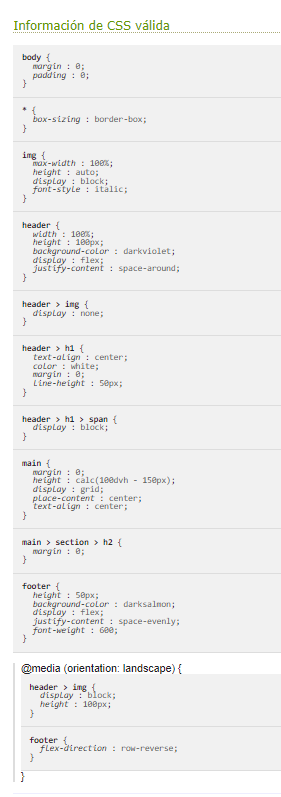 Información de CSS válida
body {
margin : 0;
padding : 0;
}
* {
box-sizing : border-box;
}
img {
max-width : 100%;
height : auto;
display : block;
font-style : italic;
}
header {
width : 100%;
height : 100px;
background-color : darkviolet;
display : flex;
justify-content : space-around;
}
header > img {
display : none;
}
header > h1 {
text-align : center;
color : white;
margin : 0;
line-height : 50px;
}
header > h1 > span {
display : block;
}
main {
margin : 0;
height : calc(100dvh - 150px);
display : grid;
place-content : center;
text-align : center;
}
main > section > h2 {
margin : 0;
}
footer {
height : 50px;
background-color : darksalmon;
display : flex;
justify-content : space-evenly;
font-weight : 600;
}
@media (orientation: landscape) {
header > img {
display : block;
height : 100px;
}
footer {
flex-direction : row-reverse;
}
}